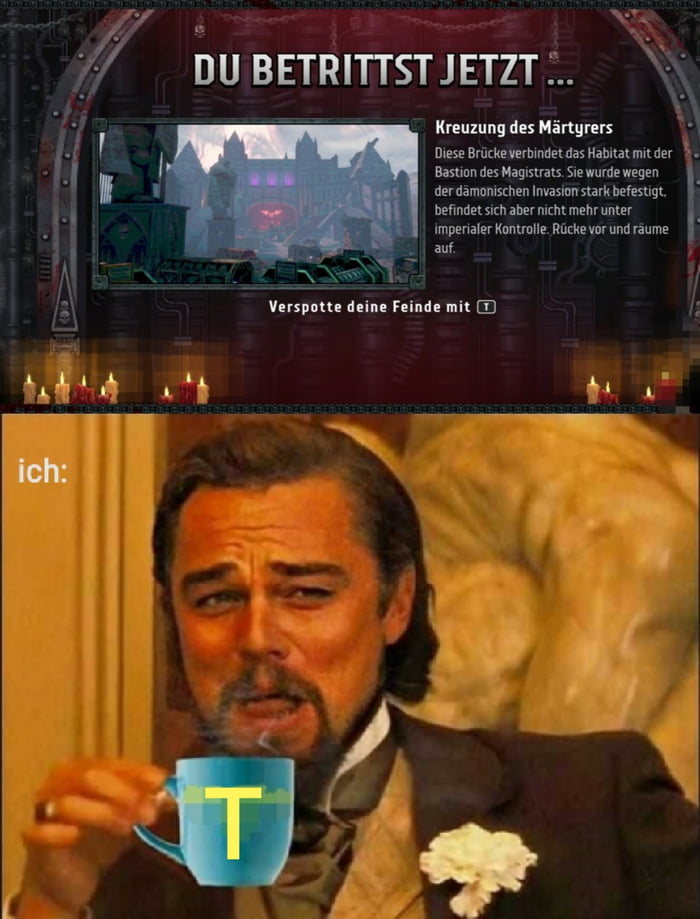 DU BETRITTST JETZT ...
Kreuzung des Märtyrers
Diese Brücke verbindet das Habitat mit der
Bastion des Magistrats. Sie wurde wegen
der dämonischen Invasion stark befestigt,
befindet sich aber nicht mehr unter
imperialer Kontrolle. Rücke vor und räume
auf.
Verspotte deine Feinde mit T
ich:
T